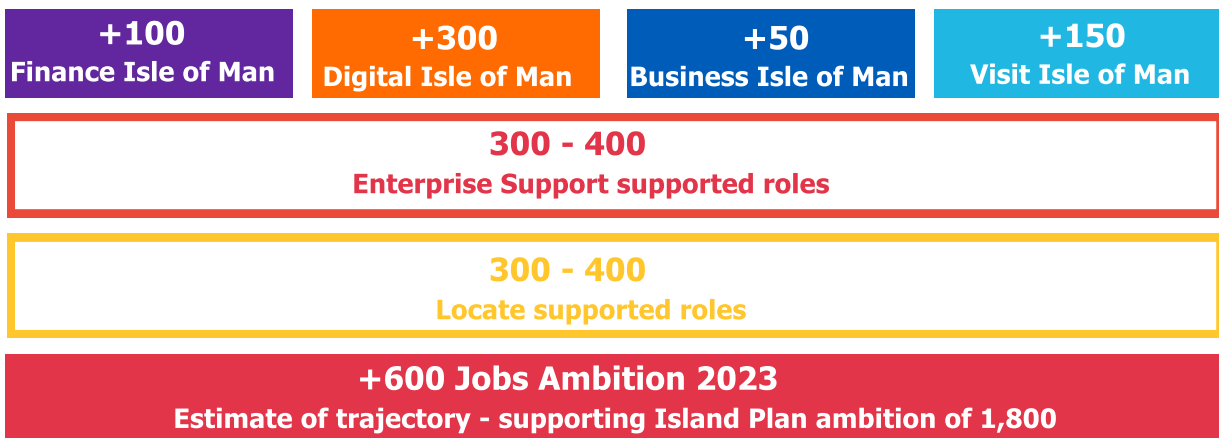 +100
Finance Isle of Man
+300
Digital Isle of Man
+50
Business Isle of Man
+150
Visit Isle of Man
300 - 400
Enterprise Support supported roles
300 - 400
Locate supported roles
+600 Jobs Ambition 2023
Estimate of trajectory - supporting Island Plan ambition of 1,800